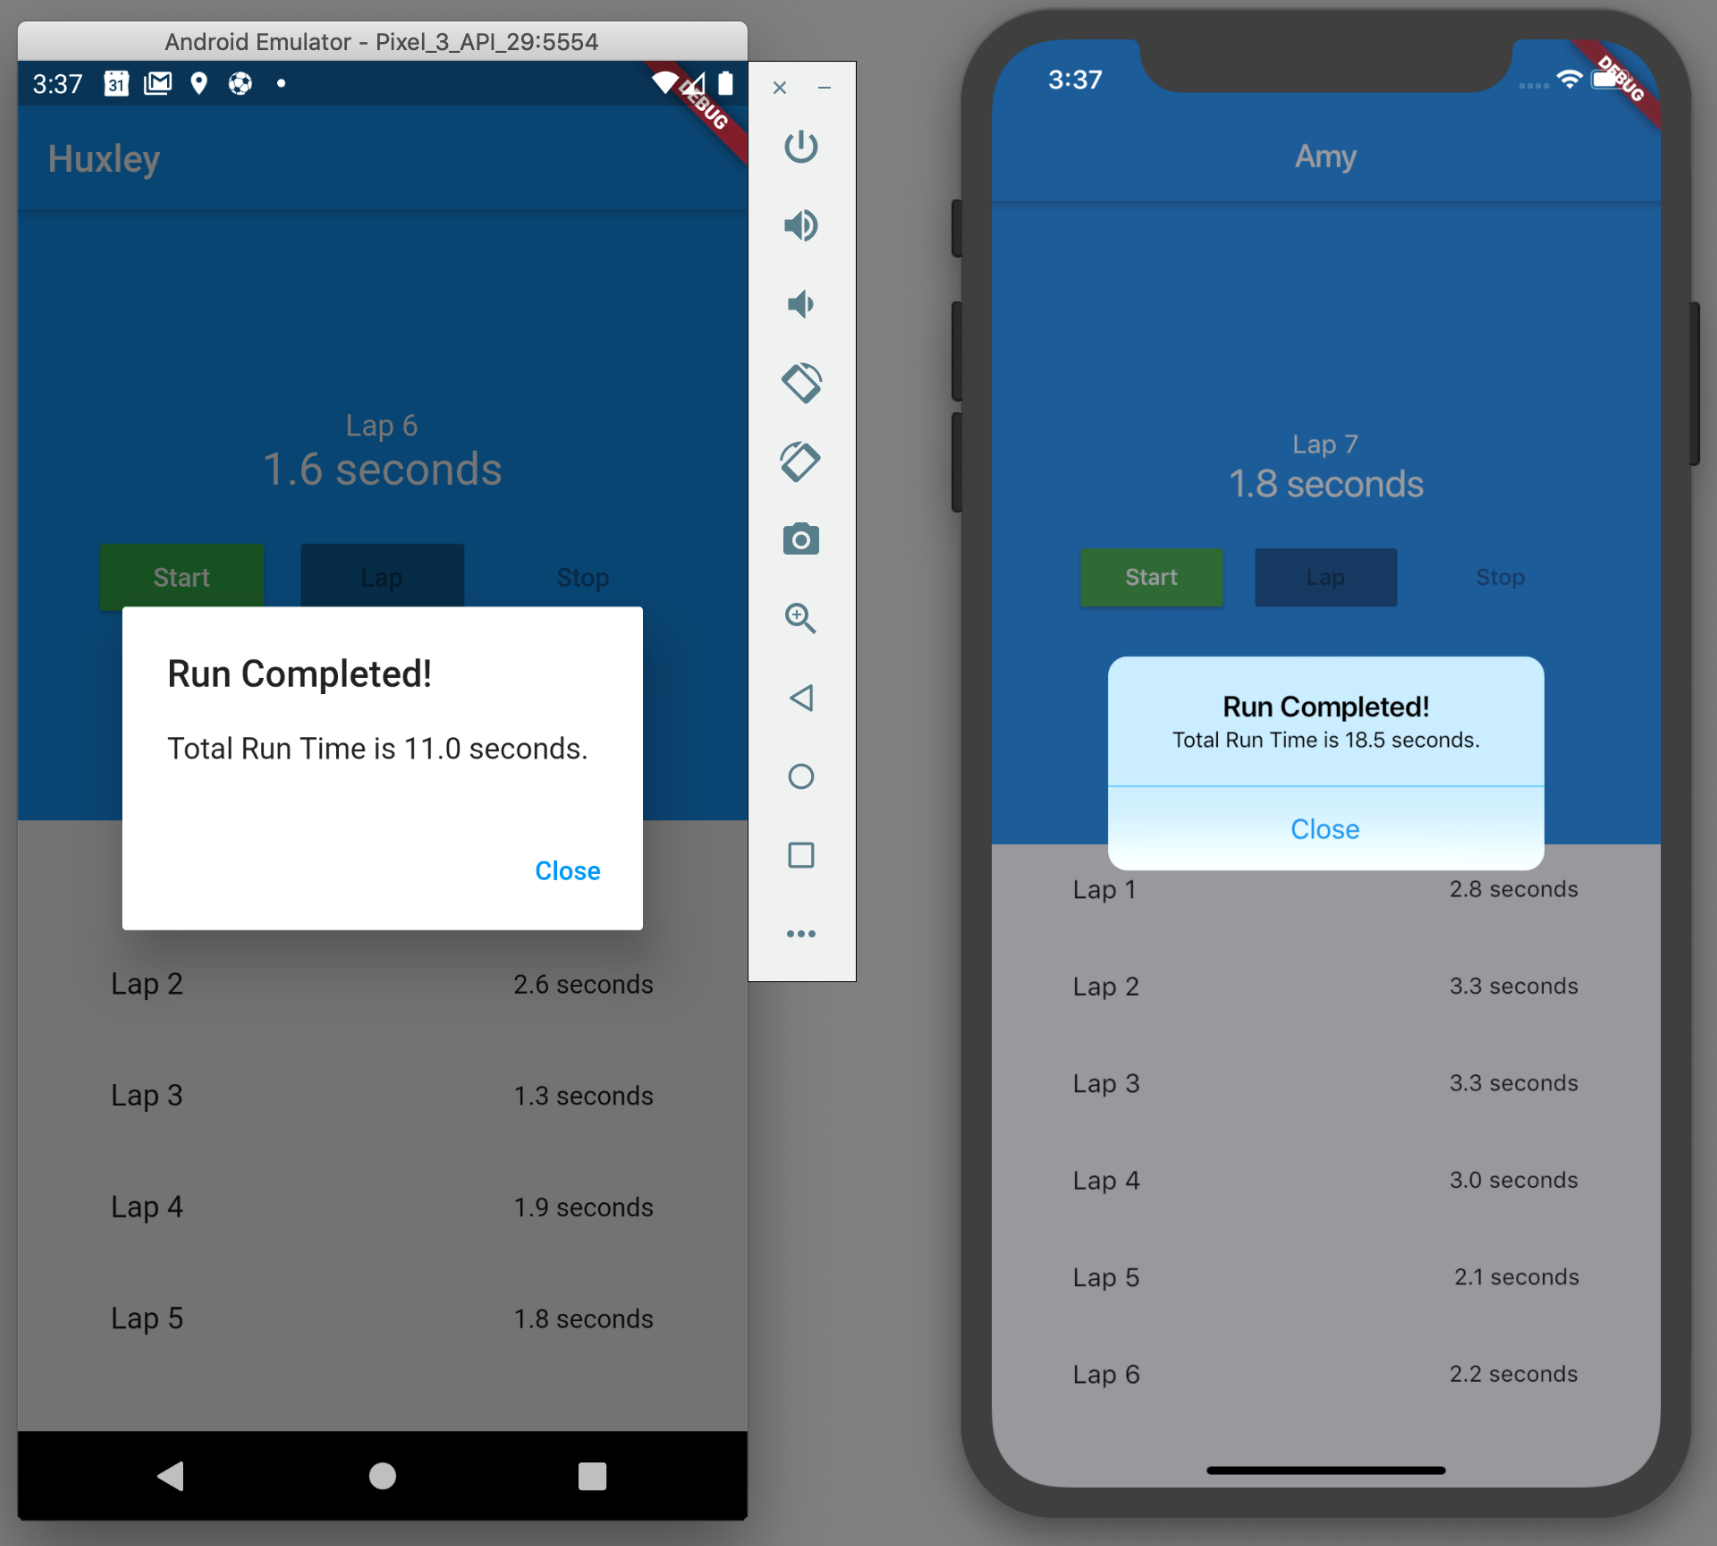 Android Emulator - Pixel_3_API_29:5554
3:37
31
DEBUG
Huxley
Lap 6
1.6 seconds
Start Lap Stop
Run Completed!
Total Run Time is 11.0 seconds.
Close
Lap 2 2.6 seconds
Lap 3 1.3 seconds
Lap 4 1.9 seconds
Lap 5 1.8 seconds
3:37
DEBUG
Amy
Lap 7
1.8 seconds
Start Lap Stop
Run Completed!
Total Run Time is 18.5 seconds.
Close
Lap 1 2.8 seconds
Lap 2 3.3 seconds
Lap 3 3.3 seconds
Lap 4 3.0 seconds
Lap 5 2.1 seconds
Lap 6 2.2 seconds